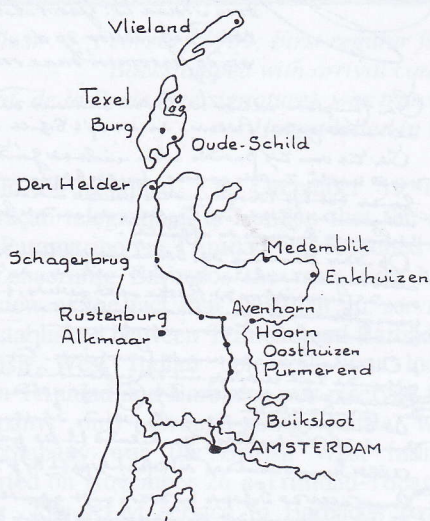 Vlieland
Texel
Burg
Oude-Schild
Den Helder
Medemblik
Schagerbrug
Enkhuizen
Avenhorn
Rustenburg
Hoorn
Alkmaar
Oosthuizen
Purmerend
Buiksloot
AMSTERDAM